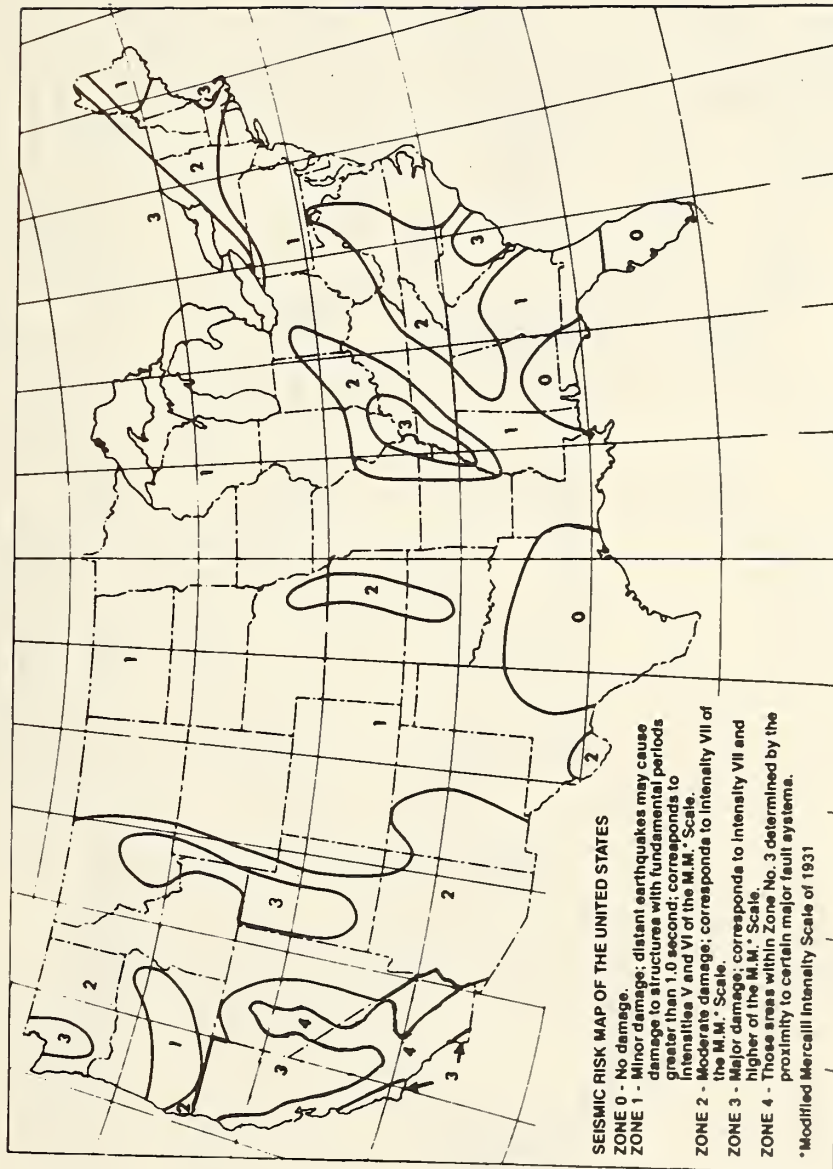 3
2
1
2
3
4
4
3
3
2
1
1
2
2
0
1
2
3
1
0
2
1
3
0
1
3
2
1
3
SEISMIC RISK MAP OF THE UNITED STATES
ZONE 0 - No damage.
ZONE 1 - Minor damage; distant earthquakes may cause
damage to structures with fundamental periods
greater than 1.0 second; corresponds to
intensities V and VI of the M.M.* Scale.
ZONE 2 - Moderate damage; corresponds to intensity VII of
the M.M.* Scale.
ZONE 3 - Major damage; corresponds to intensity VII and
higher of the M.M.* Scale.
ZONE 4 - Those areas within Zone No. 3 determined by the
proximity to certain major fault systems.
*Modified Mercalli Intensity Scale of 1931